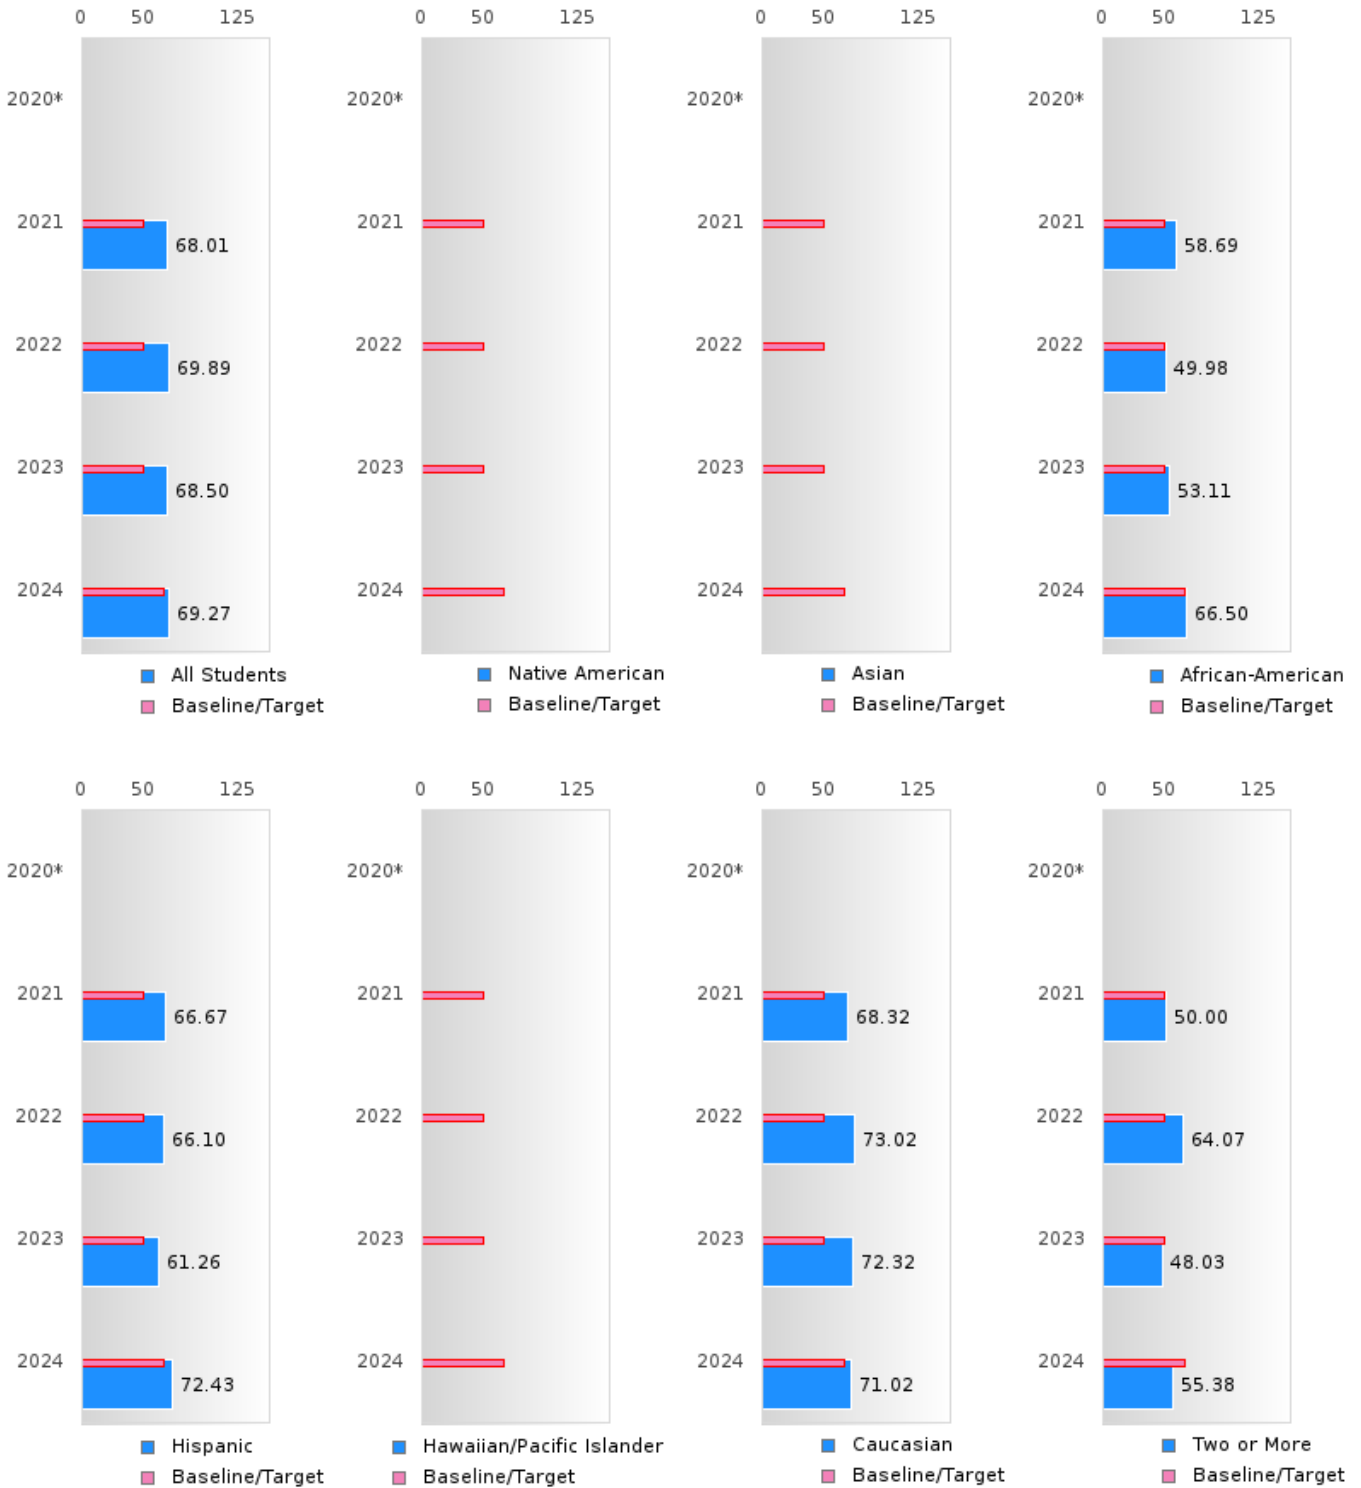 0 50 125
2020*
2021
68.01
2022
69.89
2023
68.50
2024
69.27
All Students
Baseline/Target
0 50 125
2020*
2021
2022
2023
2024
Native American
Baseline/Target
0 50 125
2020*
2021
2022
2023
2024
Asian
Baseline/Target
0 50 125
2020*
2021
58.69
2022
49.98
2023
53.11
2024
66.50
African-American
Baseline/Target
0 50 125
2020*
2021
66.67
2022
66.10
2023
61.26
2024
72.43
Hispanic
Baseline/Target
0 50 125
2020*
2021
2022
2023
2024
Hawaiian/Pacific Islander
Baseline/Target
0 50 125
2020*
2021
68.32
2022
73.02
2023
72.32
2024
71.02
Caucasian
Baseline/Target
0 50 125
2020*
2021
50.00
2022
64.07
2023
48.03
2024
55.38
Two or More
Baseline/Target